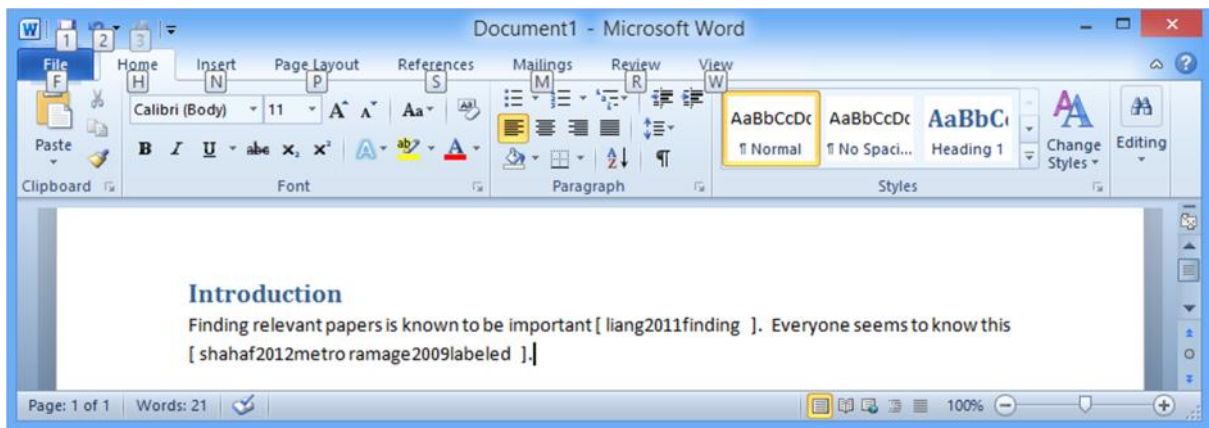 Document1 - Microsoft Word
W 1 2 3
File Home Insert Page Layout References Mailings Review View
F H N P S M R W
Calibri (Body) 11 A A Aa
AaBbCcDc AaBbCcDc AaBbC
Paste B I U abc x₂ x² A ab A A Z ¶
¶ Normal ¶ No Spaci... Heading 1 Change Styles Editing
Clipboard Font Paragraph Styles
Introduction
Finding relevant papers is known to be important [ liang2011finding ]. Everyone seems to know this
[ shahaf2012metro ramage2009labeled ].
Page: 1 of 1 Words: 21 100%